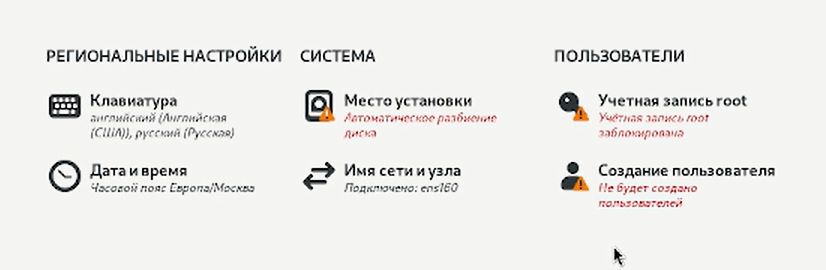 РЕГИОНАЛЬНЫЕ НАСТРОЙКИ
Клавиатура
английский (Английская
(США)), русский (Русская)
Дата и время
Часовой пояс Европа/Москва
СИСТЕМА
Место установки
Автоматическое разбиение
диска
Имя сети и узла
Подключено: ens160
ПОЛЬЗОВАТЕЛИ
Учетная запись root
Учётная запись root
заблокирована
Создание пользователя
Не будет создано
пользователей